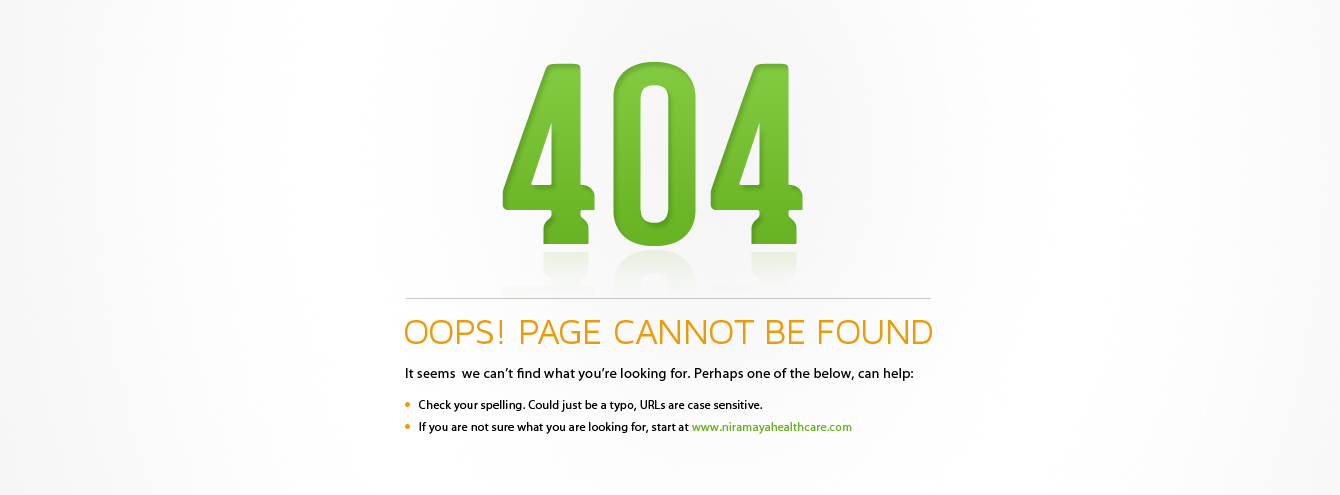 404
OOPS! PAGE CANNOT BE FOUND
It seems  we can’t find what you’re looking for. Perhaps one of the below, can help:
• Check your spelling. Could just be a typo, URLs are case sensitive.
• If you are not sure what you are looking for, start at www.niramayahealthcare.com